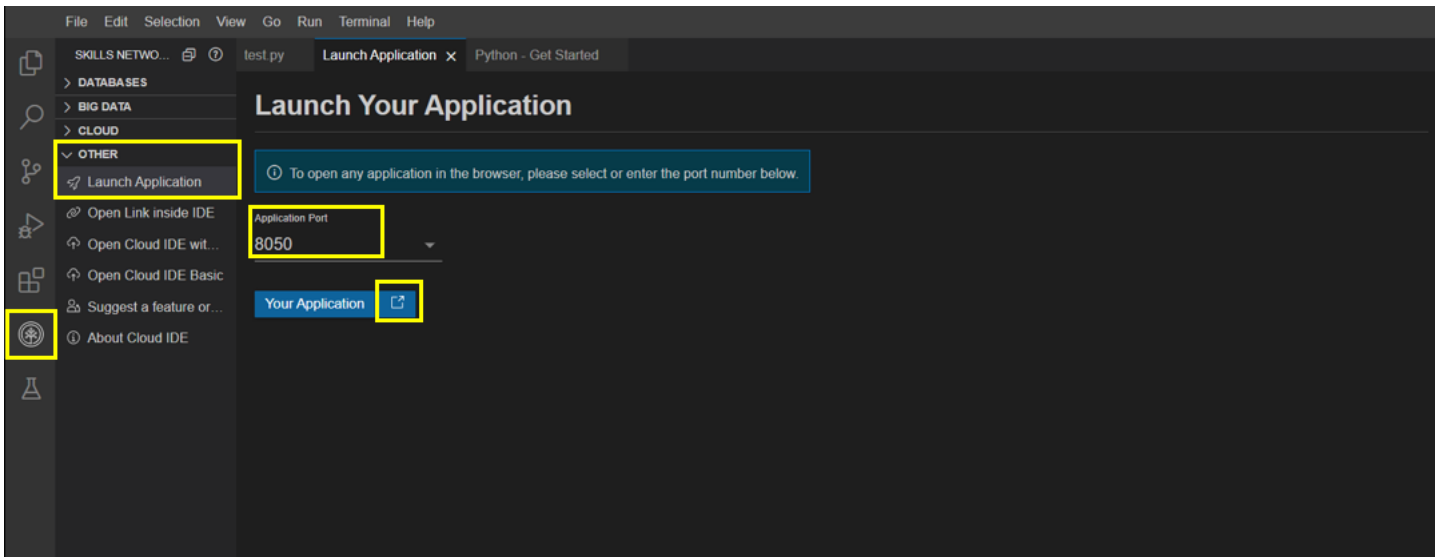 File Edit Selection View Go Run Terminal Help
SKILLS NETWO...
test.py Launch Application Python - Get Started
DATABASES
BIG DATA
CLOUD
OTHER
Launch Application
Open Link inside IDE
Open Cloud IDE wit...
Open Cloud IDE Basic
Suggest a feature or...
About Cloud IDE
Launch Your Application
To open any application in the browser, please select or enter the port number below.
Application Port
8050
Your Application